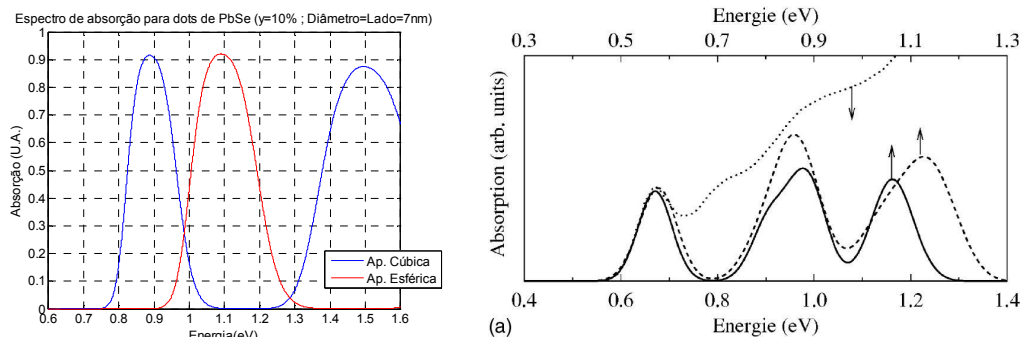 Espectro de absorção para dots de PbSe (y=10% ; Diâmetro=Lado=7nm)
1
0.9
0.8
0.7
0.6
0.5
0.4
0.3
0.2
0.1
0
Absorção (U.A.)
Ap. Cúbica
Ap. Esférica
0.6 0.7 0.8 0.9 1 1.1 1.2 1.3 1.4 1.5 1.6
Energia(eV)
Energie (eV)
0.3 0.5 0.7 0.9 1.1 1.3
Absorption (arb. units)
0.4 0.6 0.8 1.0 1.2 1.4
(a)
Energie (eV)